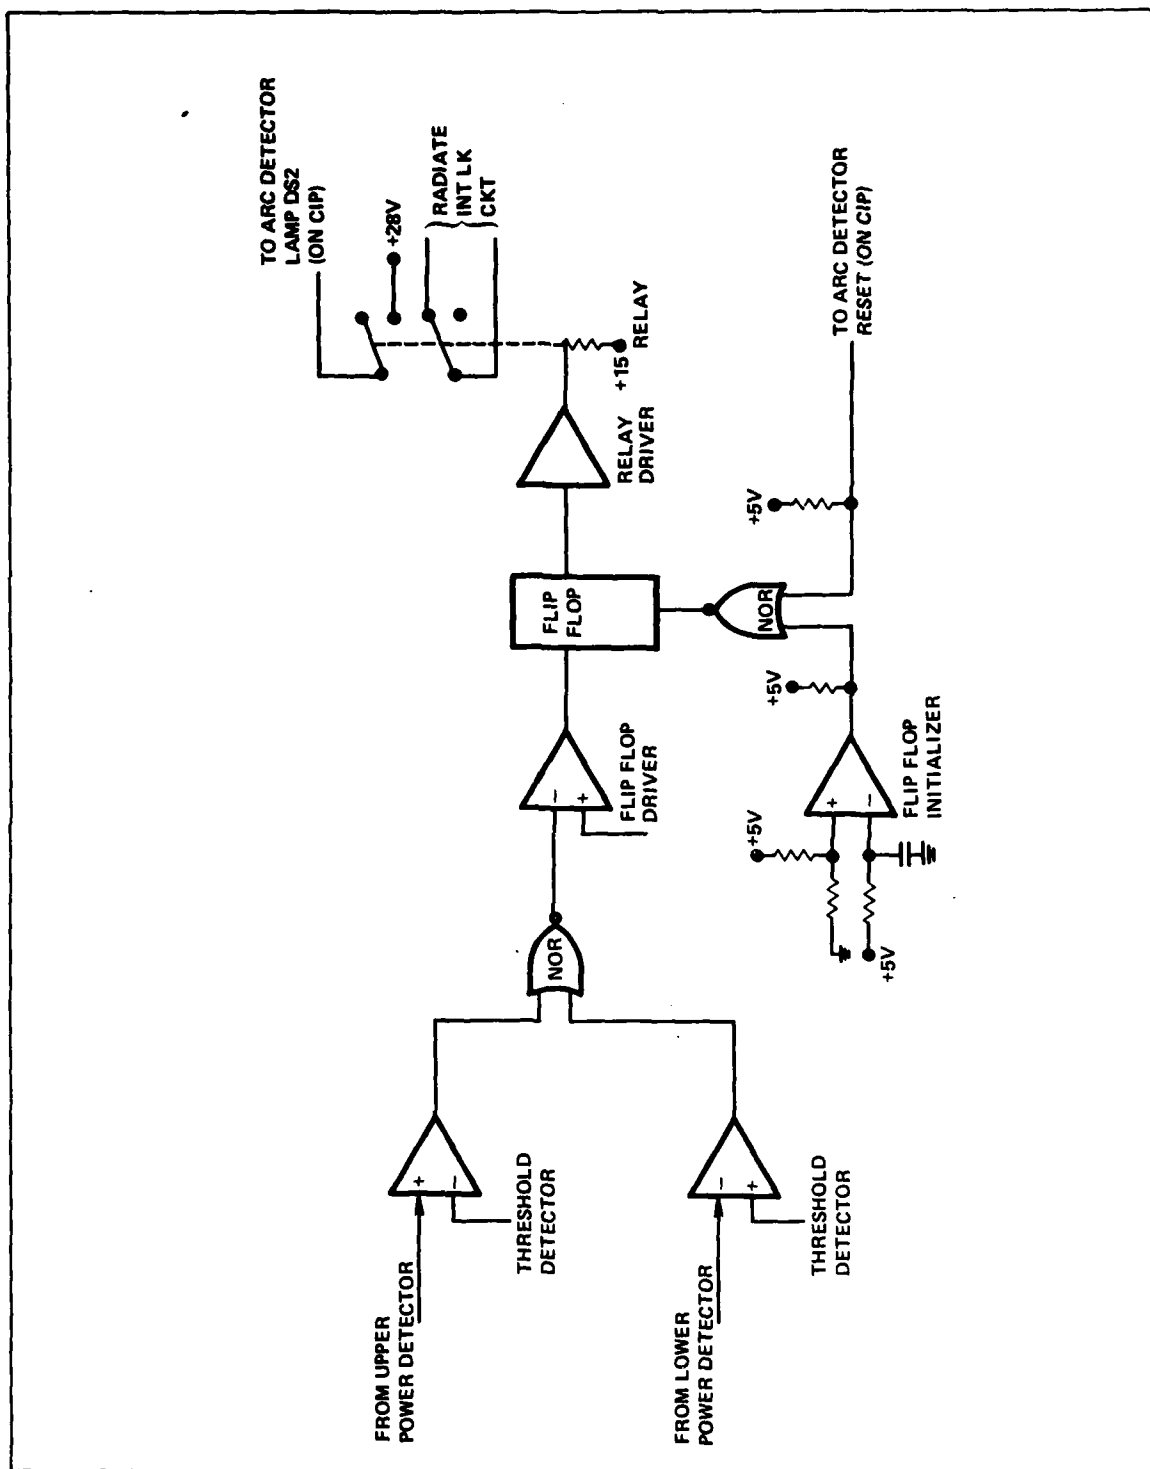 TO ARC DETECTOR
LAMP DS2
(ON CIP)
+28V
RADIATE
INT LK
CKT
+15
RELAY
RELAY
DRIVER
FLIP
FLOP
FLIP FLOP
DRIVER
-
+
NOR
FROM UPPER
POWER DETECTOR
+
-
THRESHOLD
DETECTOR
FROM LOWER
POWER DETECTOR
-
+
THRESHOLD
DETECTOR
+5V
+5V
+
-
FLIP FLOP
INITIALIZER
+5V
NOR
+5V
TO ARC DETECTOR
RESET (ON CIP)